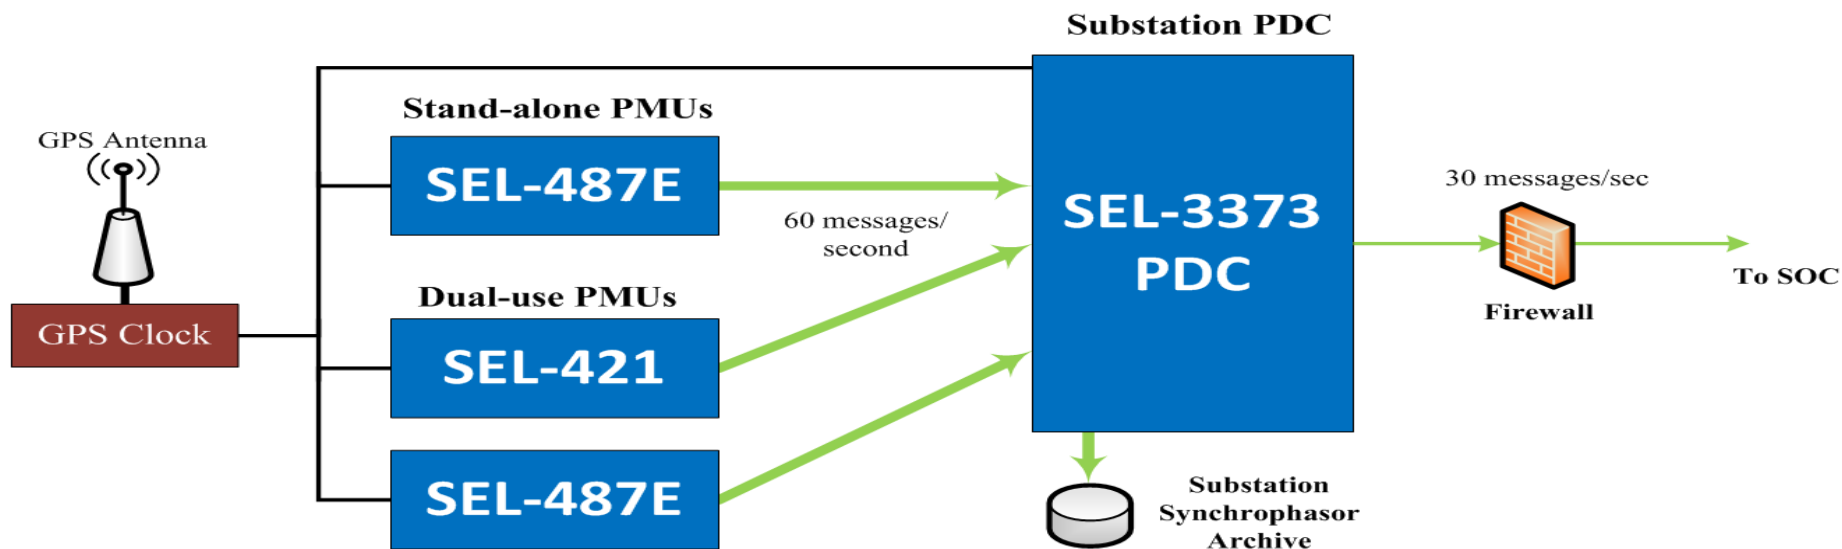 Substation PDC
Stand-alone PMUs
GPS Antenna
SEL-487E
60 messages/
second
SEL-3373
PDC
30 messages/sec
To SOC
Firewall
Dual-use PMUs
GPS Clock
SEL-421
SEL-487E
Substation
Synchrophasor
Archive